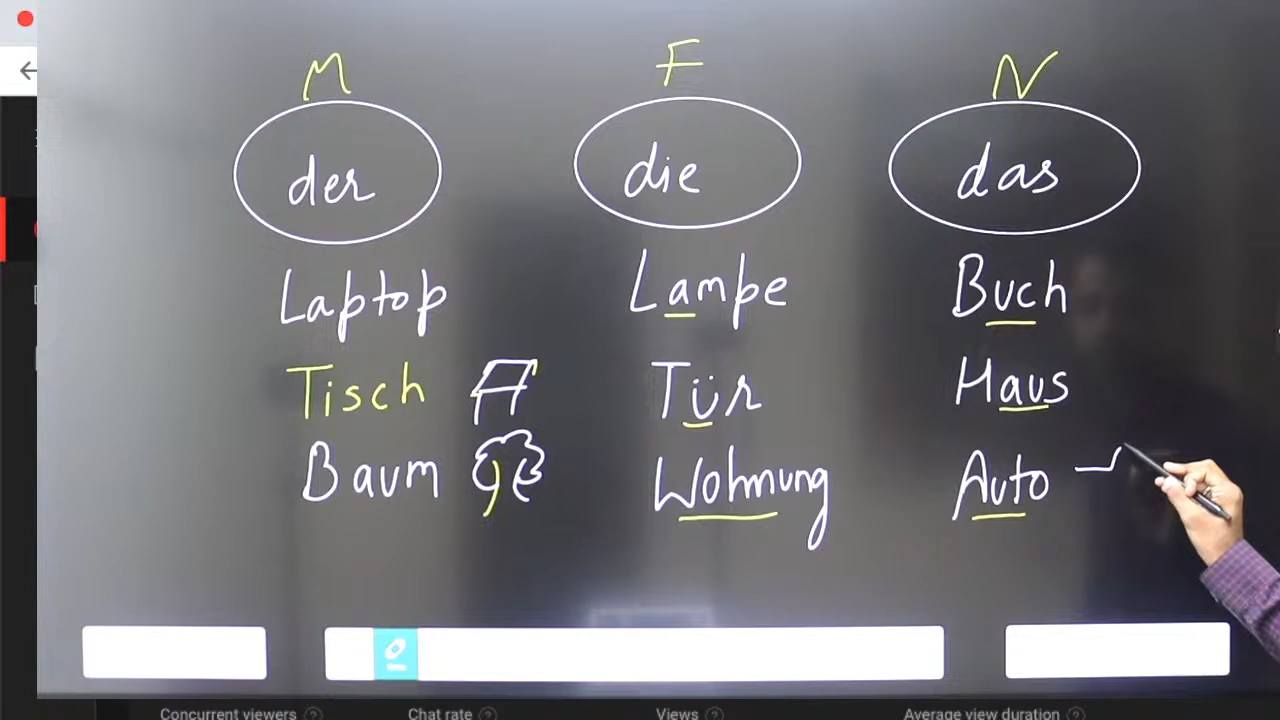 M F N
der die das
Laptop Lampe Buch
Tisch Tür Haus
Baum Wohnung Auto
Concurrent viewers ? Chat rate ? Views ? Average view duration ?